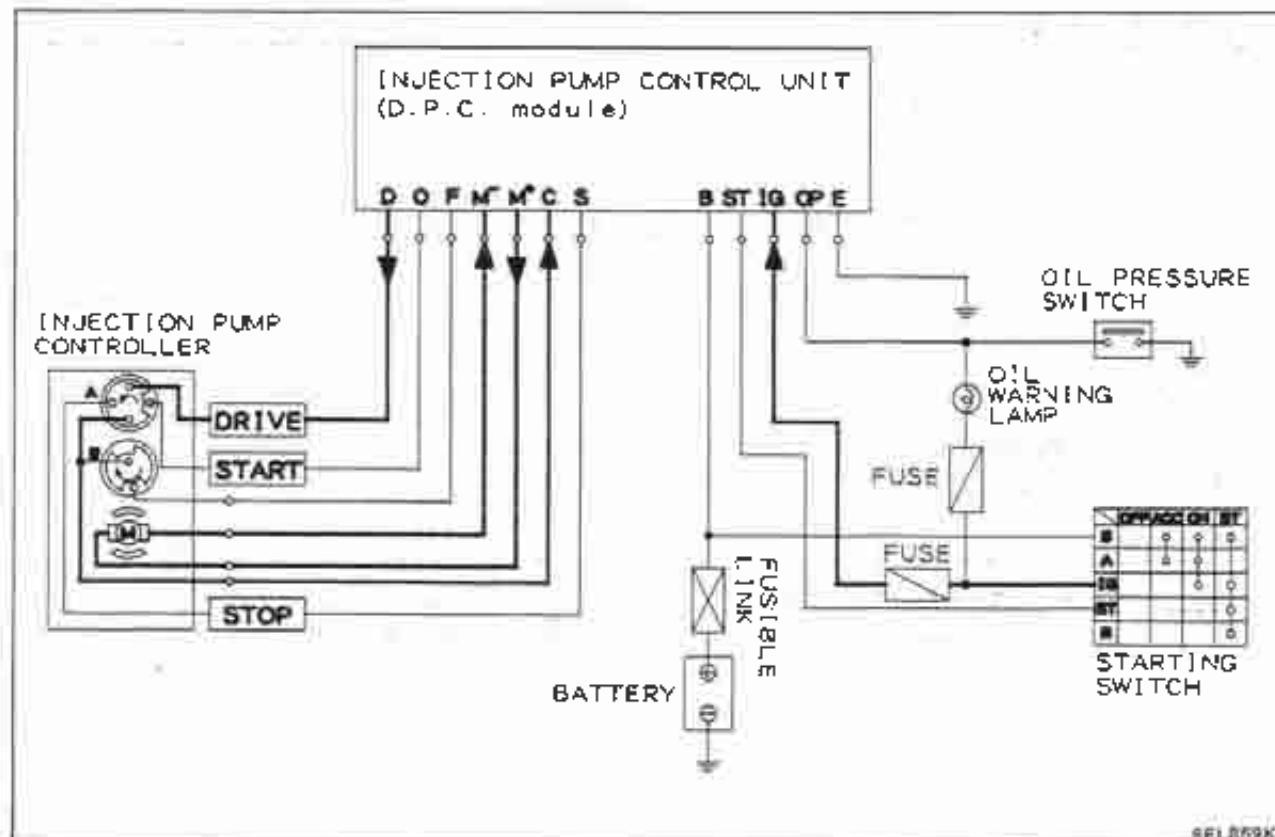 INJECTION PUMP CONTROL UNIT
(D.P.C. module)
D O F M⁻ M⁺ C S B ST IG OP E
OIL PRESSURE
SWITCH
INJECTION PUMP
CONTROLLER
A
DRIVE
B
START
M
STOP
OIL
WARNING
LAMP
FUSE
FUSE
FUSIBLE
LINK
BATTERY
OFF ACC ON ST
B
A
IG
ST
R
STARTING
SWITCH